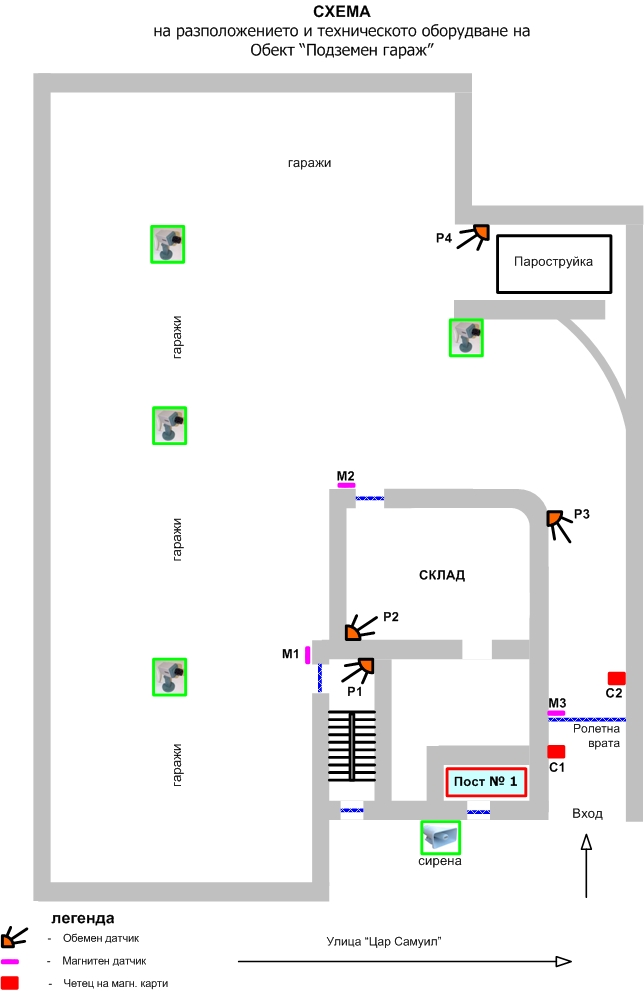 СХЕМА
на разположението и техническото оборудване на
Обект “Подземен гараж”
гаражи
P4
Пароструйка
гаражи
M2
P3
гаражи
СКЛАД
P2
M1
P1
C2
M3
Ролетна
врата
гаражи
C1
Пост № 1
Вход
сирена
легенда
- Обемен датчик
- Магнитен датчик
- Четец на магн. карти
Улица “Цар Самуил”